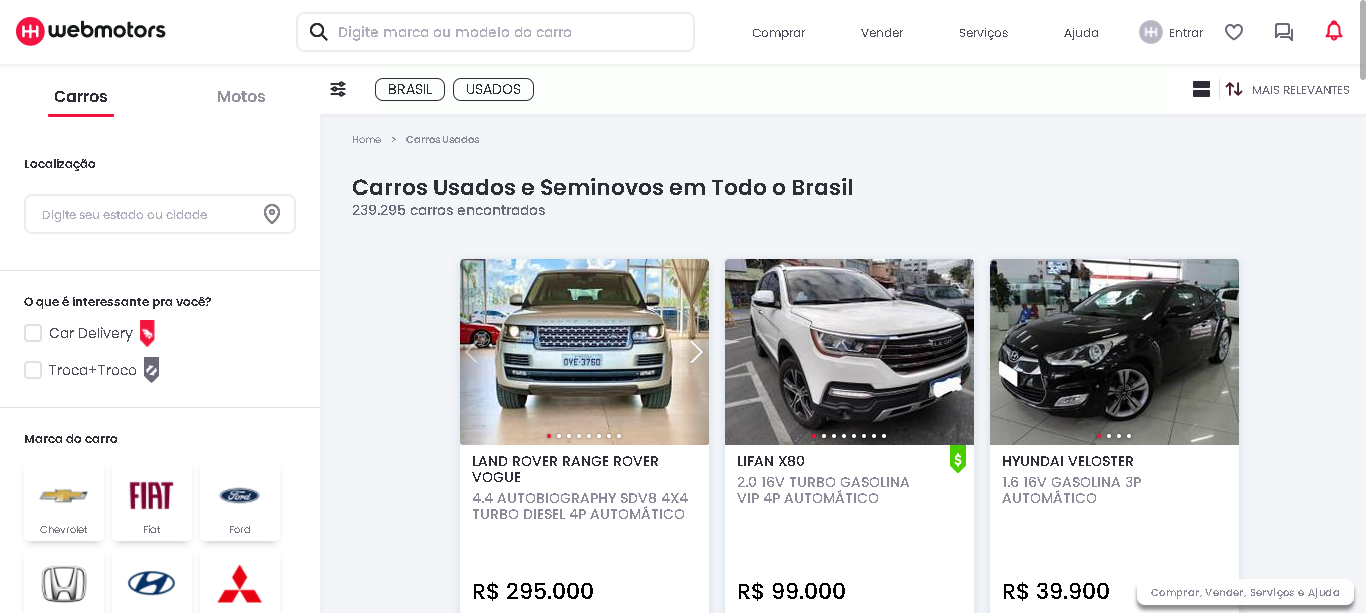 webmotors
Digite marca ou modelo do carro
Comprar
Vender
Serviços
Ajuda
Entrar
Carros
Motos
BRASIL
USADOS
MAIS RELEVANTES
Localização
Digite seu estado ou cidade
O que é interessante pra você?
Car Delivery
Troca+Troco
Marca do carro
FIAT
Ford
Chevrolet
Fiat
Ford
Home > Carros Usados
Carros Usados e Seminovos em Todo o Brasil
239.295 carros encontrados
OVE-3760
LAND ROVER RANGE ROVER
VOGUE
4.4 AUTOBIOGRAPHY SDV8 4X4
TURBO DIESEL 4P AUTOMÁTICO
R$ 295.000
$
LIFAN X80
2.0 16V TURBO GASOLINA
VIP 4P AUTOMÁTICO
R$ 99.000
HYUNDAI VELOSTER
1.6 16V GASOLINA 3P
AUTOMÁTICO
R$ 39.900
Comprar, Vender, Serviços e Ajuda